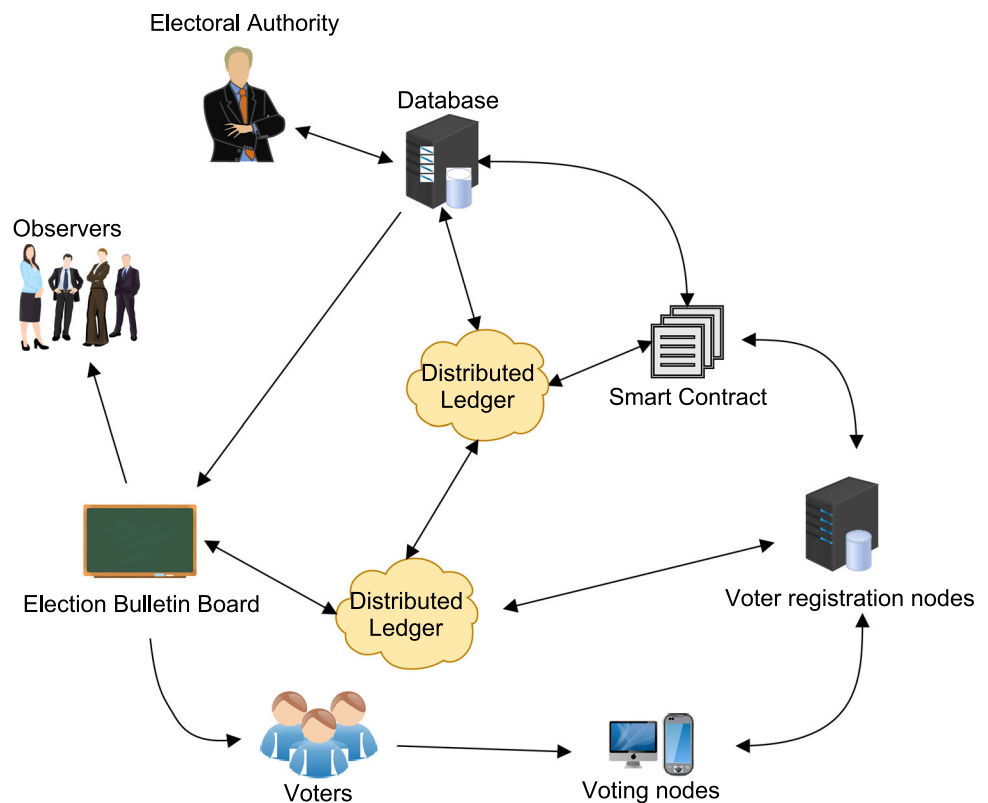 Electoral Authority
Database
Observers
Distributed
Ledger
Smart Contract
Election Bulletin Board
Distributed
Ledger
Voter registration nodes
Voters
Voting nodes